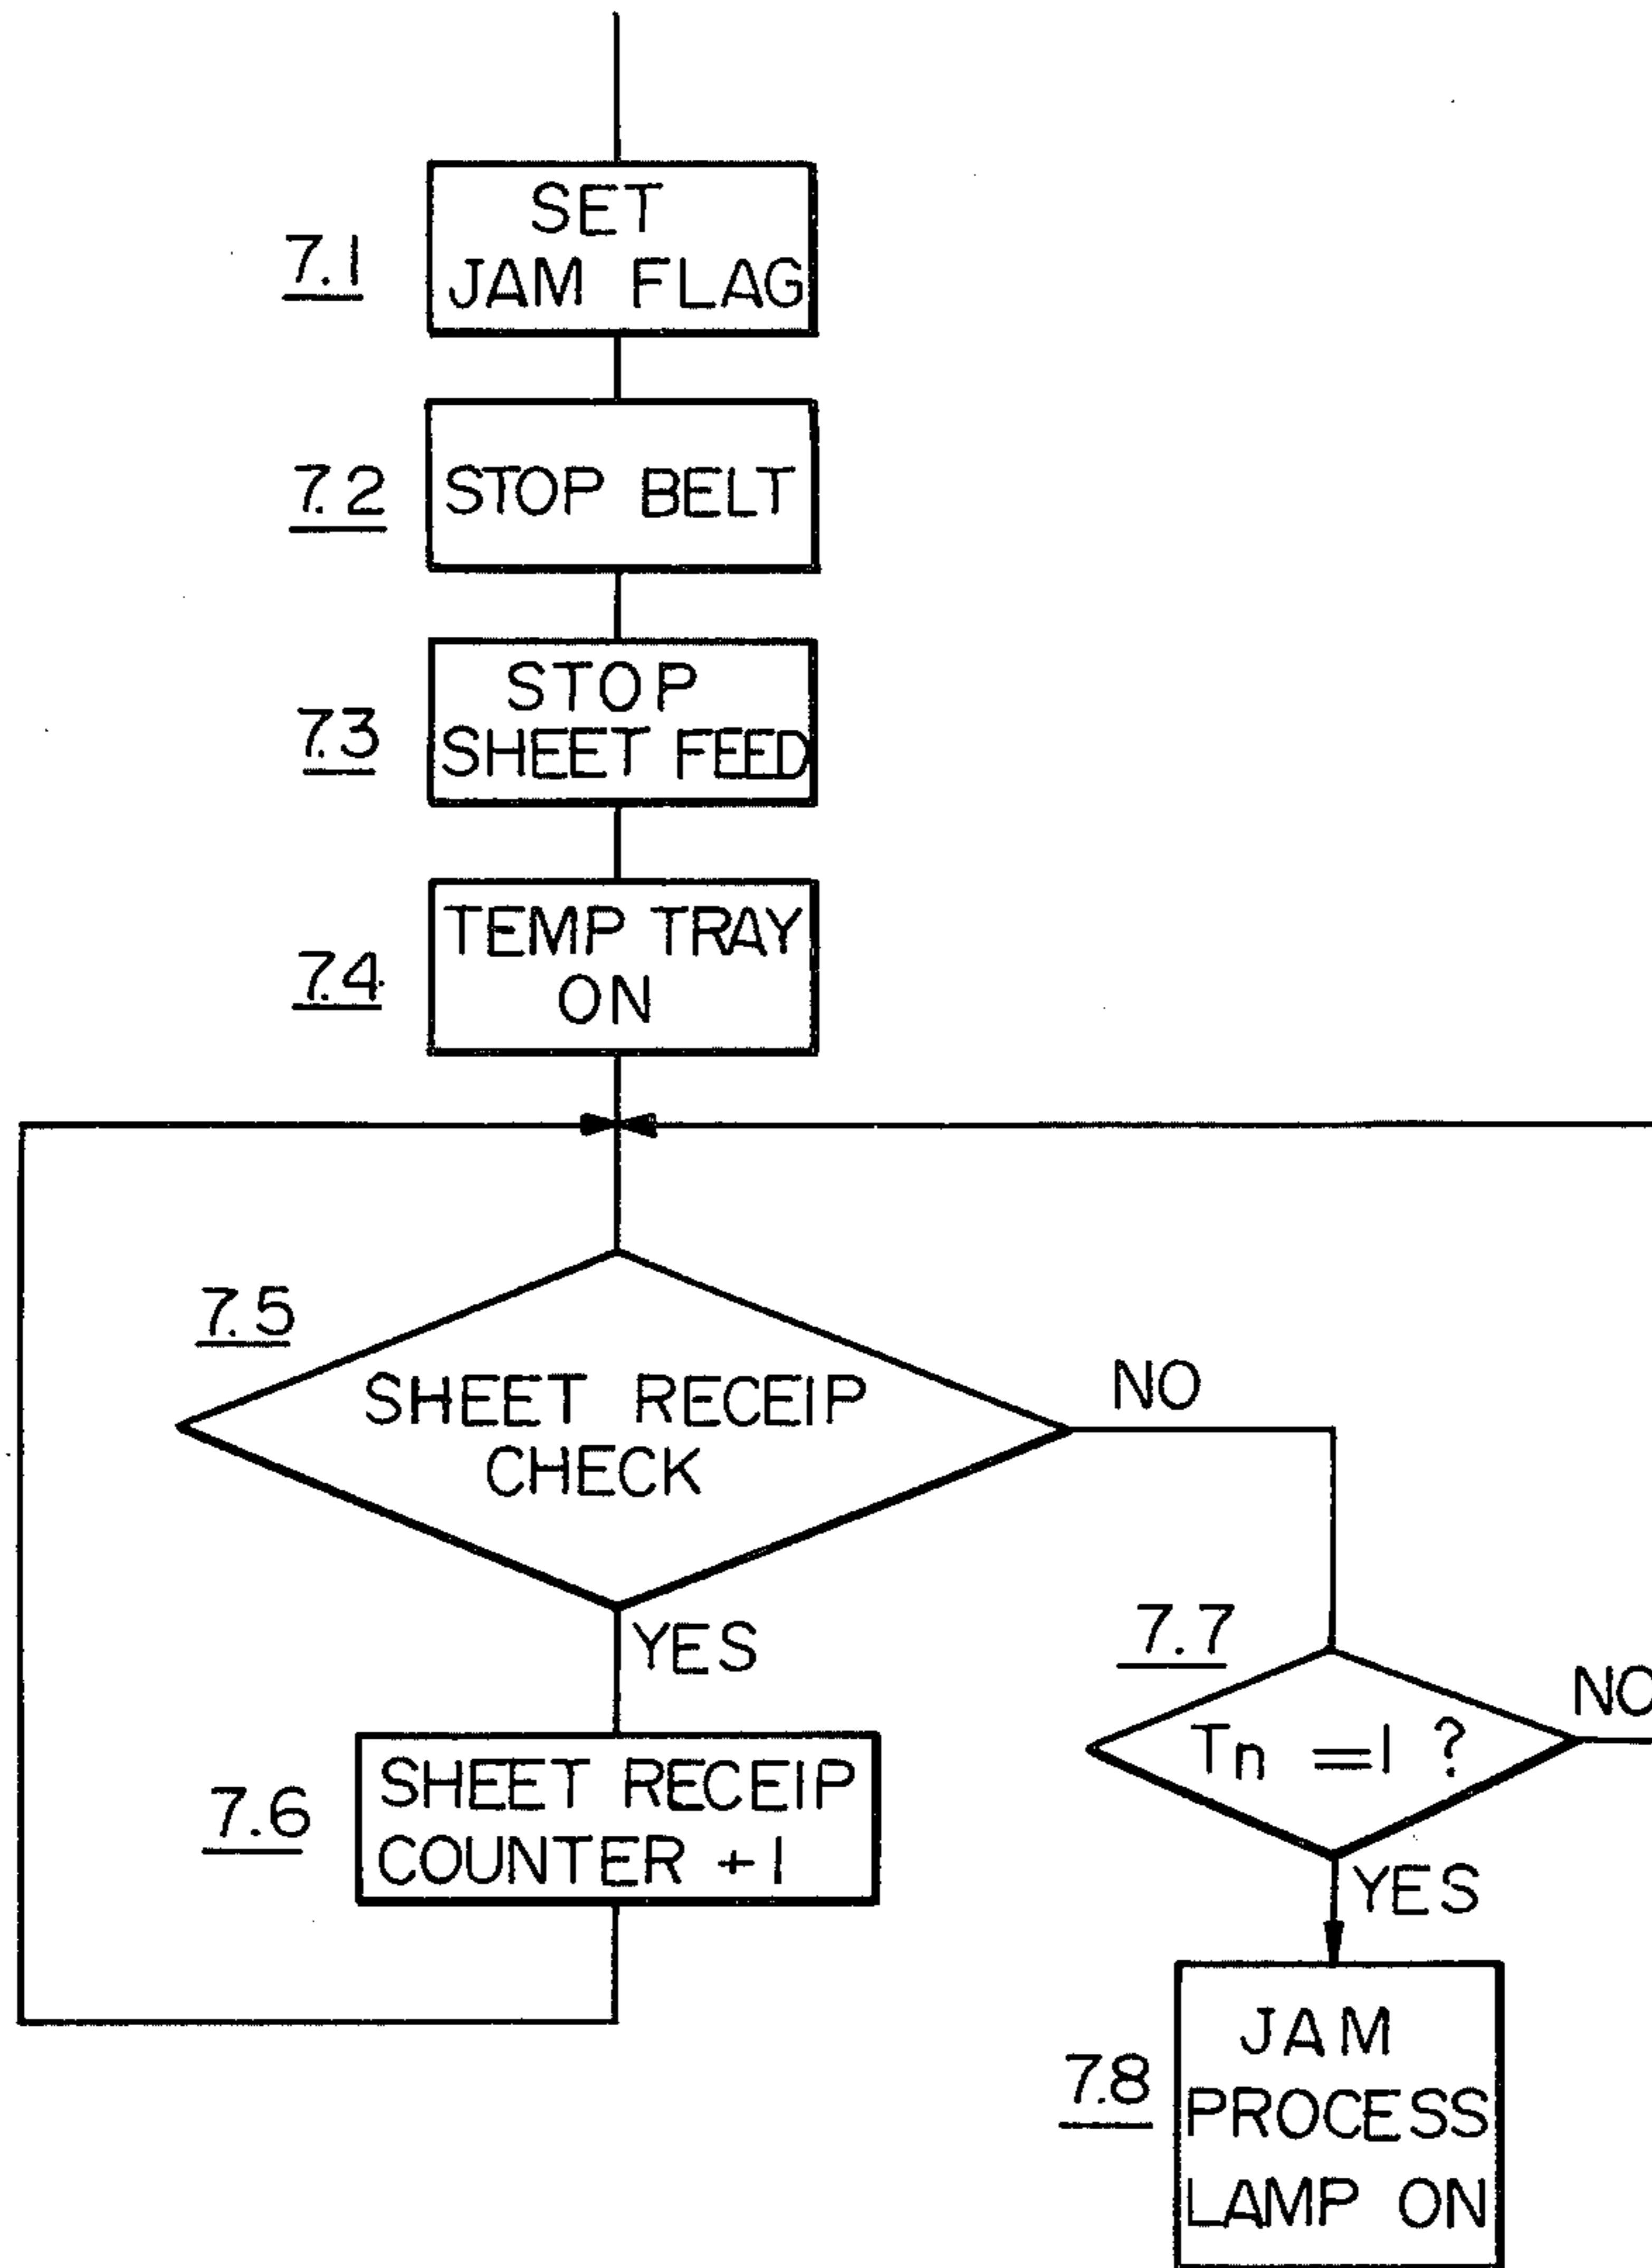 7.1
SET
JAM FLAG
7.2
STOP BELT
7.3
STOP
SHEET FEED
7.4
TEMP TRAY
ON
7.5
SHEET RECEIP
CHECK
NO
YES
7.6
SHEET RECEIP
COUNTER +1
7.7
Tn =1 ?
NO
YES
7.8
JAM
PROCESS
LAMP ON